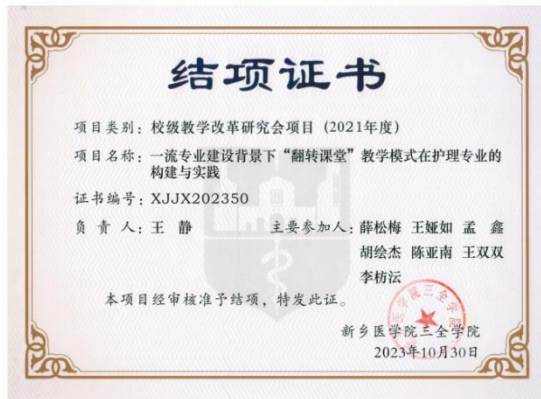 结项证书
项目类别：校级教学改革研究会项目（2021年度）
项目名称：一流专业建设背景下“翻转课堂”教学模式在护理专业的
构建与实践
证书编号：XJJX202350
负 责 人：王 静 主要参加人：薛松梅 王娅如 孟 鑫
胡绘杰 陈亚南 王双双
李枋沄
本项目经审核准予结项，特发此证。
新乡医学院三全学院
2023年10月30日